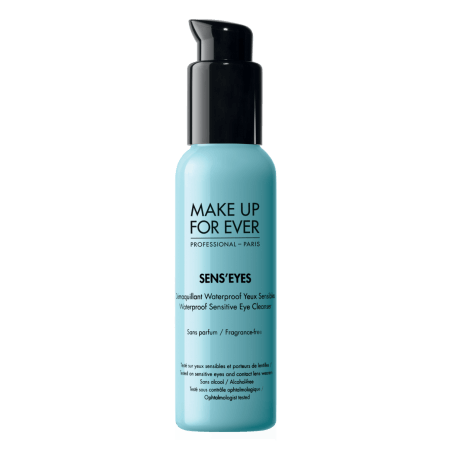 MAKE UP
FOR EVER
PROFESSIONAL – PARIS
SENS'EYES
Démaquillant Waterproof Yeux Sensibles
Waterproof Sensitive Eye Cleanser
Sans parfum / Fragrance-free
Testé sur yeux sensibles et porteurs de lentilles /
Tested on sensitive eyes and contact lens wearers
Sans alcool / Alcohol-free
Testé sous contrôle ophtalmologique /
Ophtalmologist tested